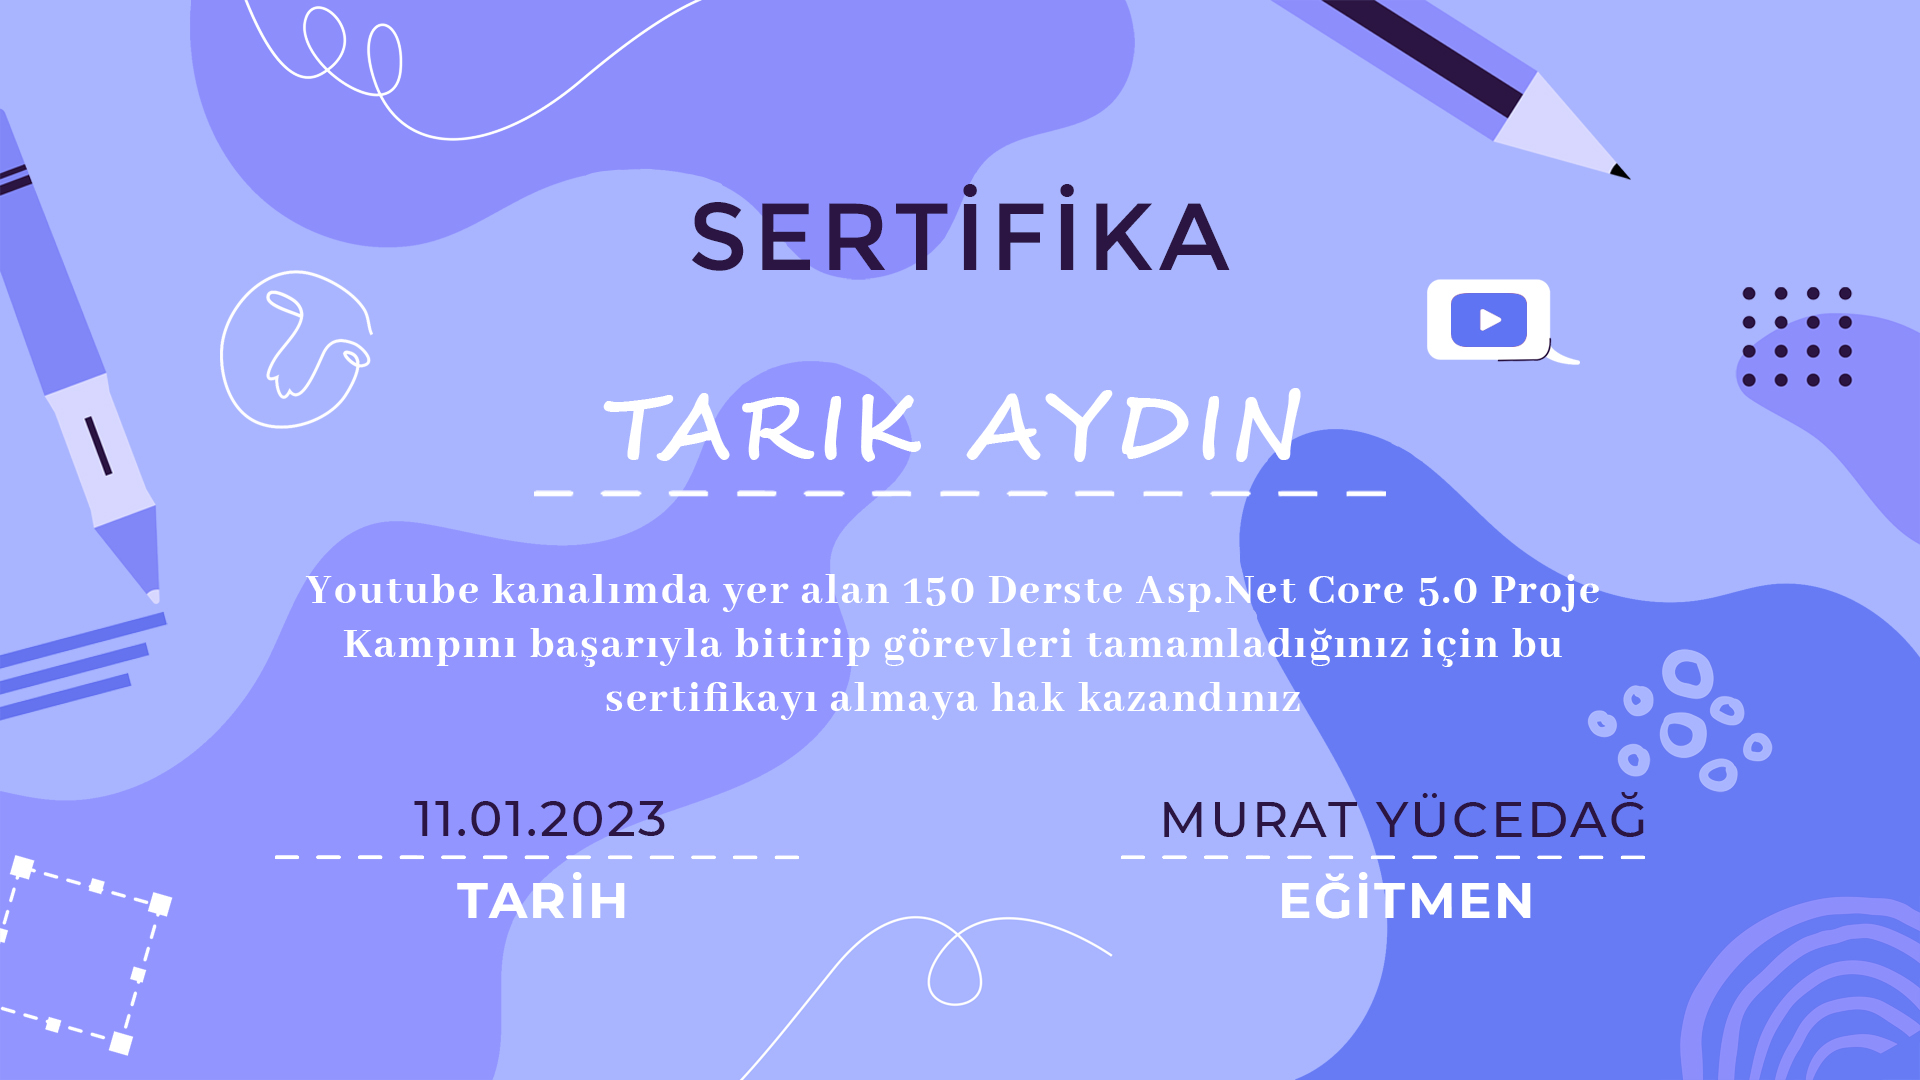 SERTİFİKA
TARIK AYDIN
Youtube kanalımda yer alan 150 Derste Asp.Net Core 5.0 Proje
Kampını başarıyla bitirip görevleri tamamladığınız için bu
sertifikayı almaya hak kazandınız
11.01.2023
MURAT YÜCEDAĞ
TARİH
EĞİTMEN